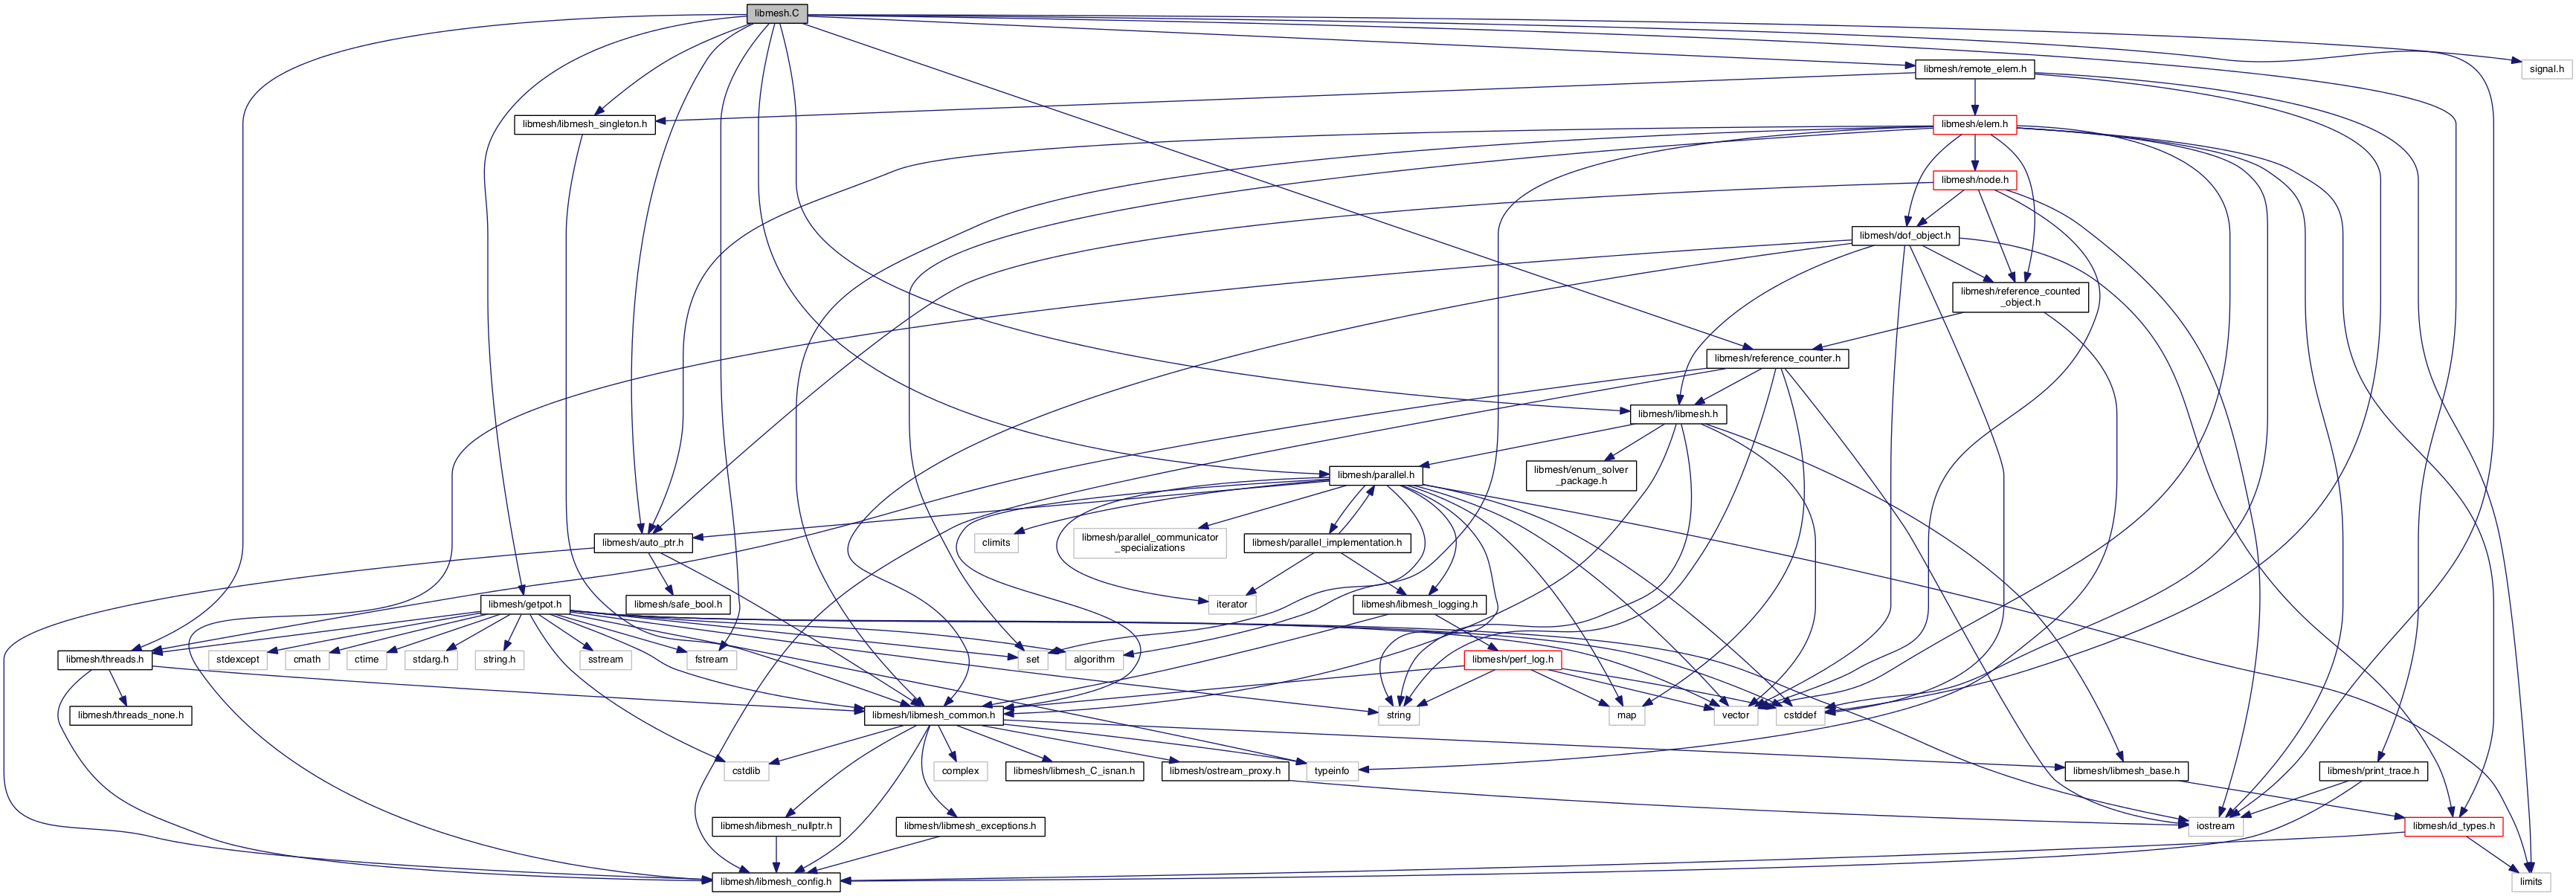 libmesh.C
libmesh/remote_elem.h
signal.h
libmesh/libmesh_singleton.h
libmesh/elem.h
libmesh/node.h
libmesh/dof_object.h
libmesh/reference_counted
_object.h
libmesh/reference_counter.h
libmesh/libmesh.h
libmesh/parallel.h
libmesh/enum_solver
_package.h
libmesh/auto_ptr.h
climits
libmesh/parallel_communicator
_specializations
libmesh/parallel_implementation.h
libmesh/getpot.h
libmesh/safe_bool.h
iterator
libmesh/libmesh_logging.h
libmesh/threads.h
stdexcept
cmath
ctime
stdarg.h
string.h
sstream
fstream
set
algorithm
libmesh/perf_log.h
libmesh/threads_none.h
libmesh/libmesh_common.h
string
map
vector
cstddef
cstdlib
complex
libmesh/libmesh_C_isnan.h
libmesh/ostream_proxy.h
typeinfo
libmesh/libmesh_base.h
libmesh/print_trace.h
libmesh/libmesh_nullptr.h
libmesh/libmesh_exceptions.h
iostream
libmesh/id_types.h
libmesh/libmesh_config.h
limits